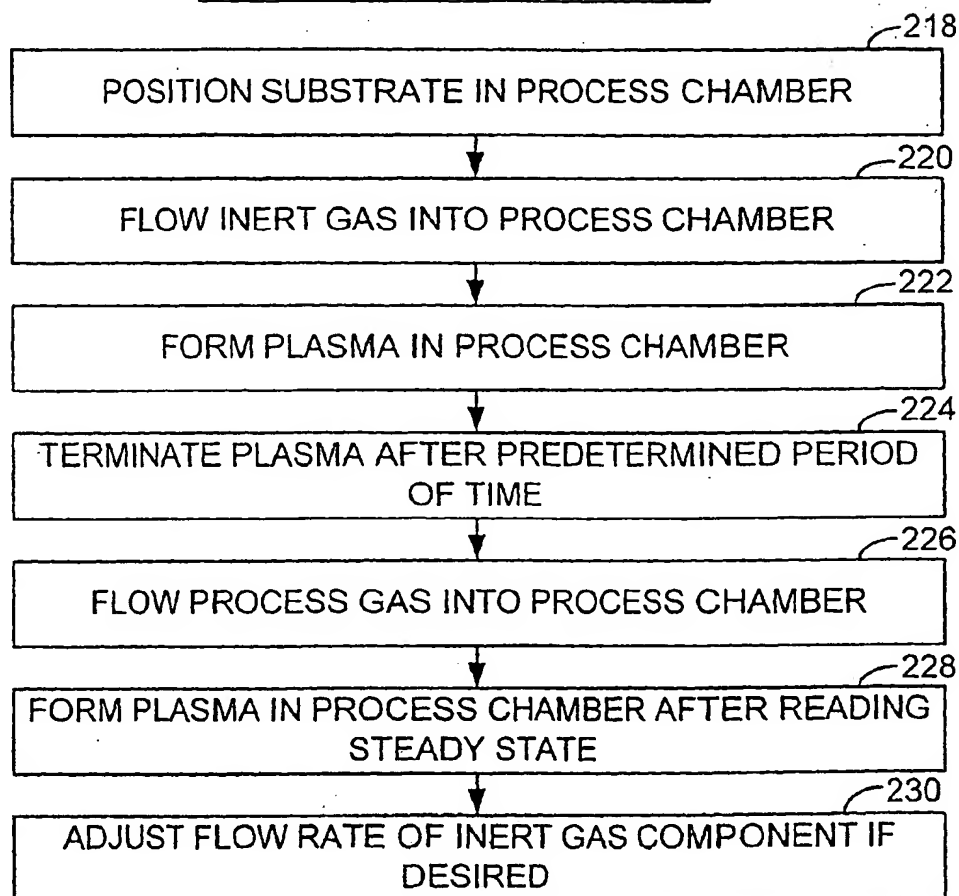 218
POSITION SUBSTRATE IN PROCESS CHAMBER
220
FLOW INERT GAS INTO PROCESS CHAMBER
222
FORM PLASMA IN PROCESS CHAMBER
224
TERMINATE PLASMA AFTER PREDETERMINED PERIOD
OF TIME
226
FLOW PROCESS GAS INTO PROCESS CHAMBER
228
FORM PLASMA IN PROCESS CHAMBER AFTER READING
STEADY STATE
230
ADJUST FLOW RATE OF INERT GAS COMPONENT IF
DESIRED